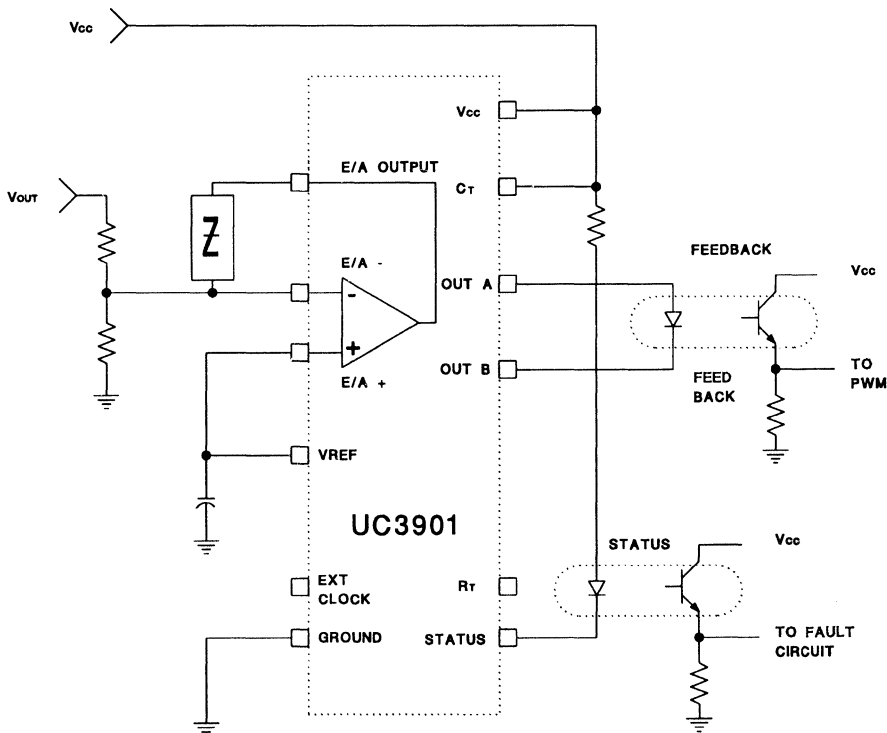 Vcc
Vcc
E/A OUTPUT
CT
VOUT
Z
FEEDBACK
E/A -
Vcc
OUT A
-
+
TO
PWM
OUT B
E/A +
FEED
BACK
VREF
UC3901
STATUS
Vcc
EXT
CLOCK
RT
GROUND
STATUS
TO FAULT
CIRCUIT